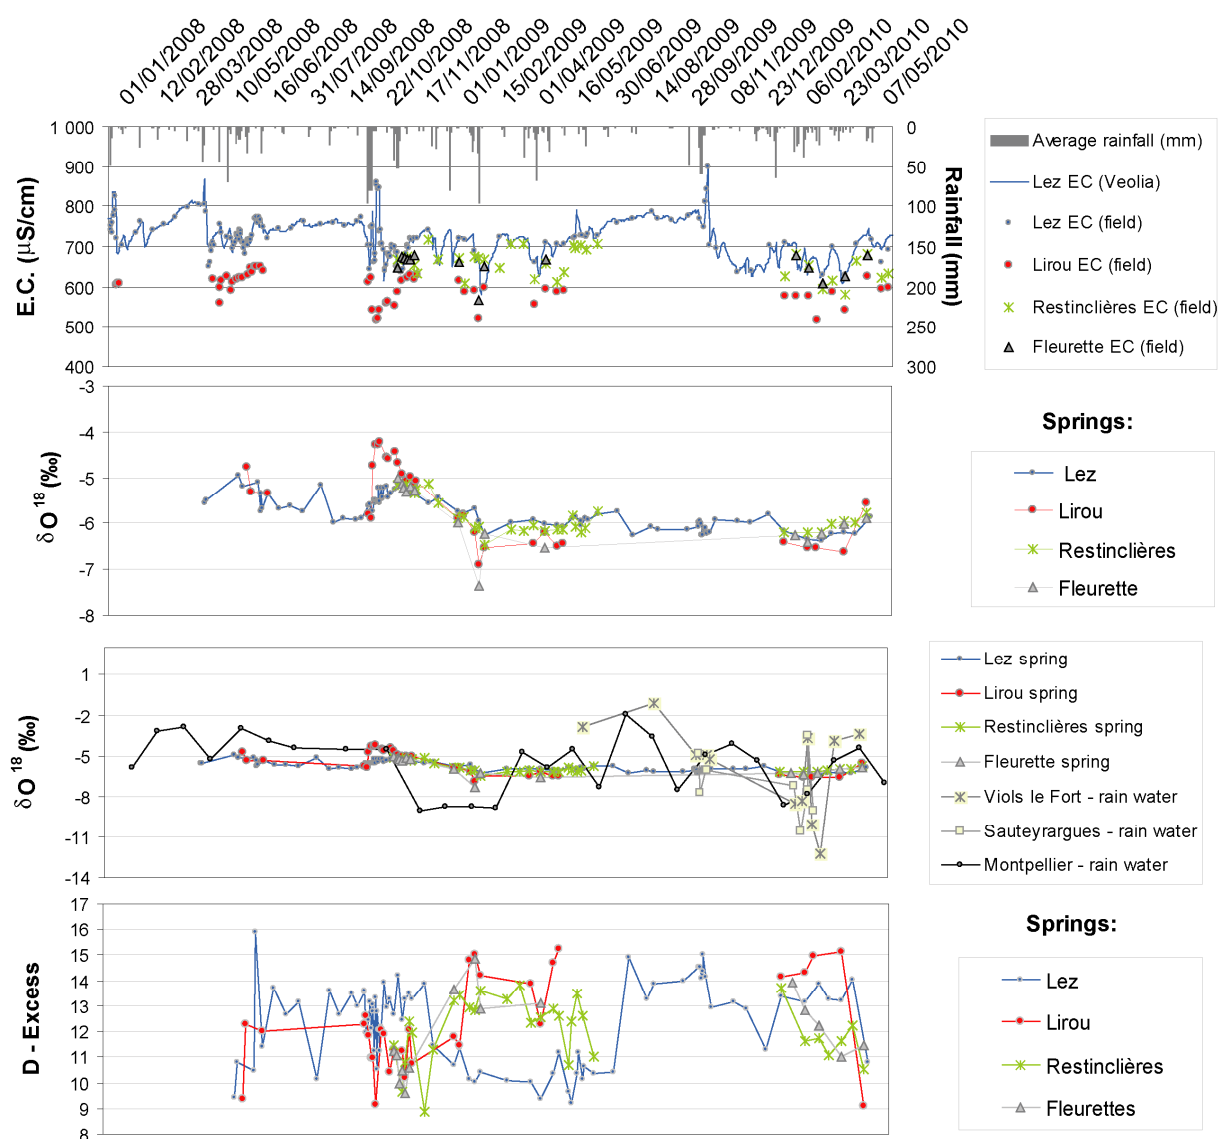 01/01/2008
12/02/2008
28/03/2008
10/05/2008
16/06/2008
31/07/2008
14/09/2008
22/10/2008
17/11/2008
01/01/2009
15/02/2009
01/04/2009
16/05/2009
30/06/2009
14/08/2009
28/09/2009
08/11/2009
23/12/2009
06/02/2010
23/03/2010
07/05/2010
E.C. (µS/cm)
1 000
900
800
700
600
500
400
0
50
100
150
200
250
300
Rainfall (mm)
Average rainfall (mm)
Lez EC (Veolia)
Lez EC (field)
Lirou EC (field)
Restinclières EC (field)
Fleurette EC (field)
δO 18 (‰)
-3
-4
-5
-6
-7
-8
Springs:
Lez
Lirou
Restinclières
Fleurette
δO 18 (‰)
1
-2
-5
-8
-11
-14
Lez spring
Lirou spring
Restinclières spring
Fleurette spring
Viols le Fort - rain water
Sauteyrargues - rain water
Montpellier - rain water
D - Excess
17
16
15
14
13
12
11
10
9
8
Springs:
Lez
Lirou
Restinclières
Fleurettes